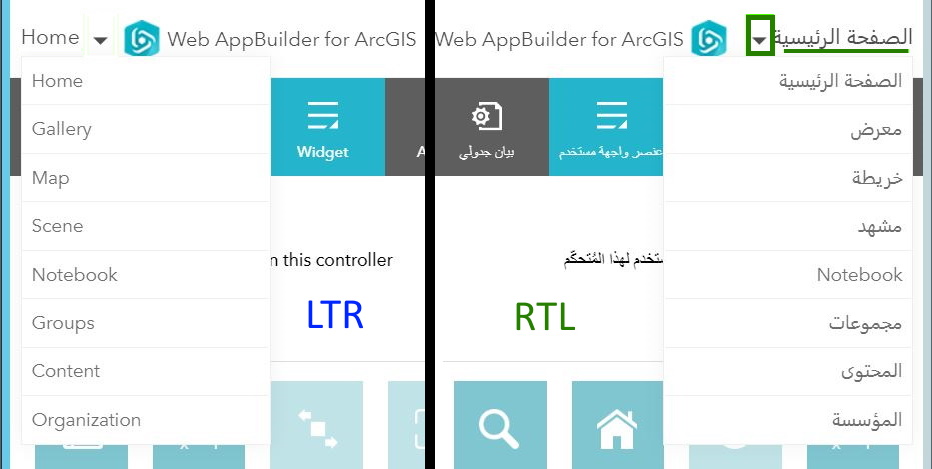 Home
Web AppBuilder for ArcGIS
Home
Gallery
Map
Scene
Notebook
Groups
Content
Organization
Widget
A
n this controller
LTR
الصفحة الرئيسية
Web AppBuilder for ArcGIS
الصفحة الرئيسية
معرض
خريطة
مشهد
Notebook
مجموعات
المحتوى
المؤسسة
عنصر واجهة مستخدم
بيان جدولي
ستخدم لهذا المُتحكّم
RTL